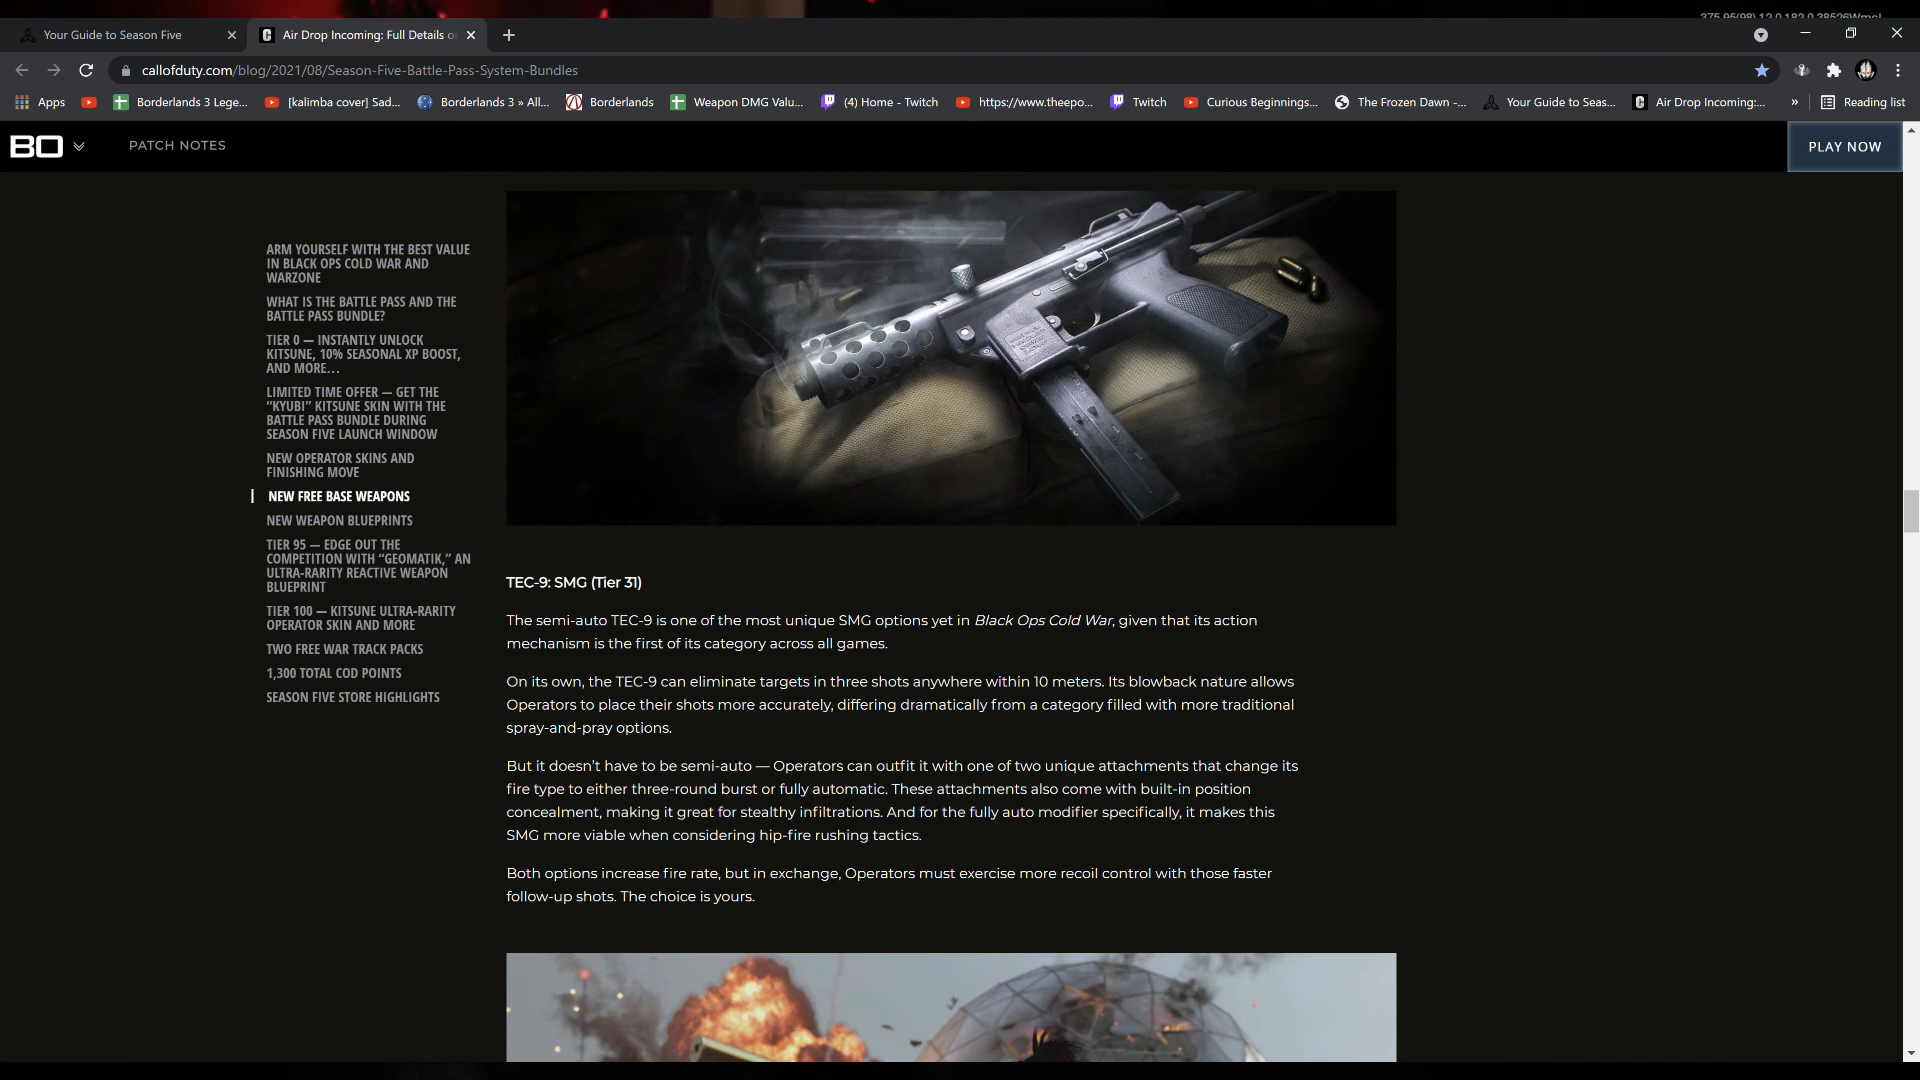 375 95(98) 12.0 182.0 38526Wmcl
Your Guide to Season Five
Air Drop Incoming: Full Details o
callofduty.com/blog/2021/08/Season-Five-Battle-Pass-System-Bundles
Apps
Borderlands 3 Lege...
[kalimba cover] Sad...
Borderlands 3 » All...
Borderlands
Weapon DMG Valu...
(4) Home - Twitch
https://www.theepo...
Twitch
Curious Beginnings...
The Frozen Dawn -...
Your Guide to Seas...
Air Drop Incoming:...
»
Reading list
BO
PATCH NOTES
PLAY NOW
ARM YOURSELF WITH THE BEST VALUE
IN BLACK OPS COLD WAR AND
WARZONE
WHAT IS THE BATTLE PASS AND THE
BATTLE PASS BUNDLE?
TIER 0 — INSTANTLY UNLOCK
KITSUNE, 10% SEASONAL XP BOOST,
AND MORE…
LIMITED TIME OFFER — GET THE
“KYUBI” KITSUNE SKIN WITH THE
BATTLE PASS BUNDLE DURING
SEASON FIVE LAUNCH WINDOW
NEW OPERATOR SKINS AND
FINISHING MOVE
NEW FREE BASE WEAPONS
NEW WEAPON BLUEPRINTS
TIER 95 — EDGE OUT THE
COMPETITION WITH “GEOMATIK,” AN
ULTRA-RARITY REACTIVE WEAPON
BLUEPRINT
TIER 100 — KITSUNE ULTRA-RARITY
OPERATOR SKIN AND MORE
TWO FREE WAR TRACK PACKS
1,300 TOTAL COD POINTS
SEASON FIVE STORE HIGHLIGHTS
TEC-9: SMG (Tier 31)
The semi-auto TEC-9 is one of the most unique SMG options yet in Black Ops Cold War, given that its action
mechanism is the first of its category across all games.
On its own, the TEC-9 can eliminate targets in three shots anywhere within 10 meters. Its blowback nature allows
Operators to place their shots more accurately, differing dramatically from a category filled with more traditional
spray-and-pray options.
But it doesn’t have to be semi-auto — Operators can outfit it with one of two unique attachments that change its
fire type to either three-round burst or fully automatic. These attachments also come with built-in position
concealment, making it great for stealthy infiltrations. And for the fully auto modifier specifically, it makes this
SMG more viable when considering hip-fire rushing tactics.
Both options increase fire rate, but in exchange, Operators must exercise more recoil control with those faster
follow-up shots. The choice is yours.